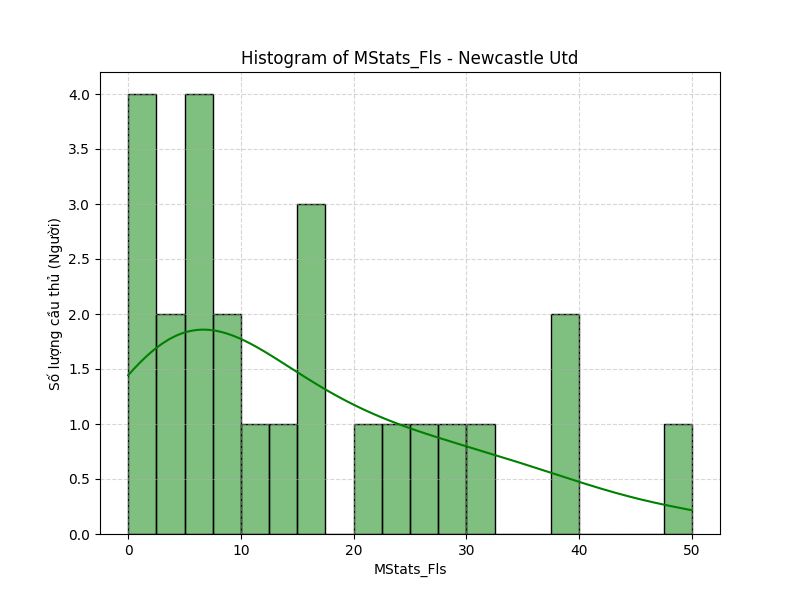 Histogram of MStats_Fls - Newcastle Utd
Số lượng cầu thủ (Người)
4.0
3.5
3.0
2.5
2.0
1.5
1.0
0.5
0.0
0 10 20 30 40 50
MStats_Fls